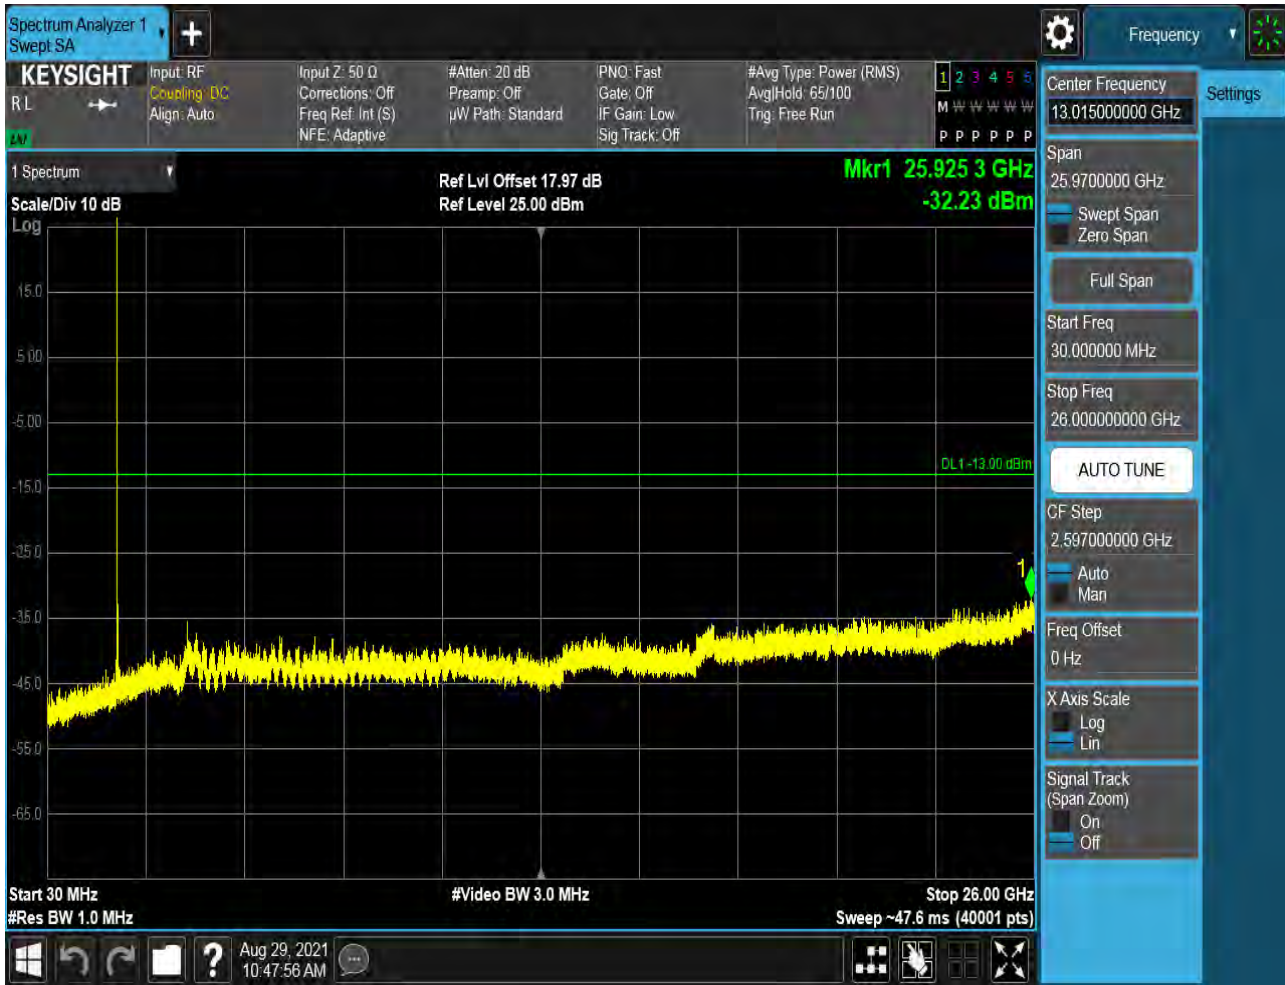 Spectrum Analyzer 1
Swept SA
+
Frequency
KEYSIGHT
R L
Input: RF
Coupling: DC
Align: Auto
Input Z: 50 Ω
Corrections: Off
Freq Ref: Int (S)
NFE: Adaptive
#Atten: 20 dB
Preamp: Off
µW Path: Standard
PNO: Fast
Gate: Off
IF Gain: Low
Sig Track: Off
#Avg Type: Power (RMS)
Avg|Hold: 65/100
Trig: Free Run
1 2 3 4 5 6
M W W W W W
P P P P P P
1 Spectrum
Scale/Div 10 dB
Log
Ref Lvl Offset 17.97 dB
Ref Level 25.00 dBm
Mkr1 25.925 3 GHz
-32.23 dBm
15.0
5.00
-5.00
-15.0
-25.0
-35.0
-45.0
-55.0
-65.0
DL1 -13.00 dBm
1
Start 30 MHz
#Res BW 1.0 MHz
#Video BW 3.0 MHz
Stop 26.00 GHz
Sweep ~47.6 ms (40001 pts)
Center Frequency
13.015000000 GHz
Span
25.9700000 GHz
Swept Span
Zero Span
Full Span
Start Freq
30.000000 MHz
Stop Freq
26.000000000 GHz
AUTO TUNE
CF Step
2.597000000 GHz
Auto
Man
Freq Offset
0 Hz
X Axis Scale
Log
Lin
Signal Track
(Span Zoom)
On
Off
Settings
?
Aug 29, 2021
10:47:56 AM